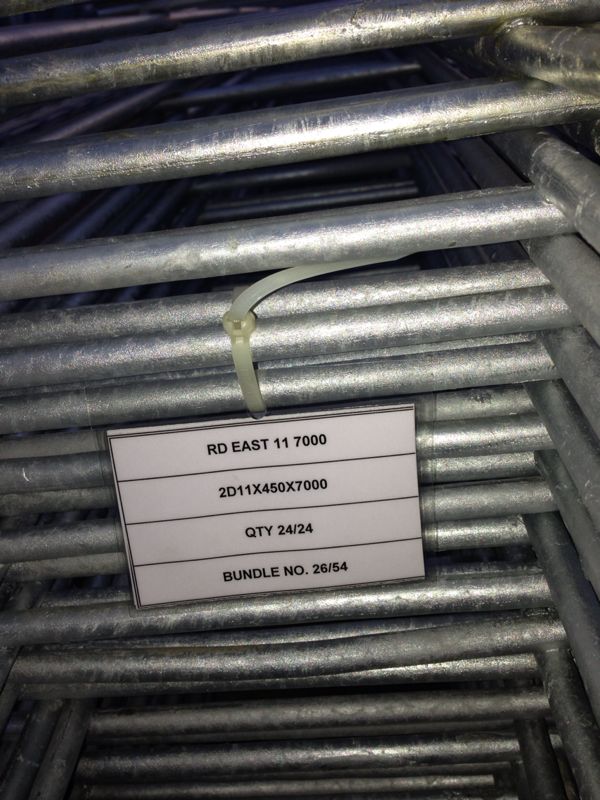 RD EAST 11 7000
2D11X450X7000
QTY 24/24
BUNDLE NO. 26/54